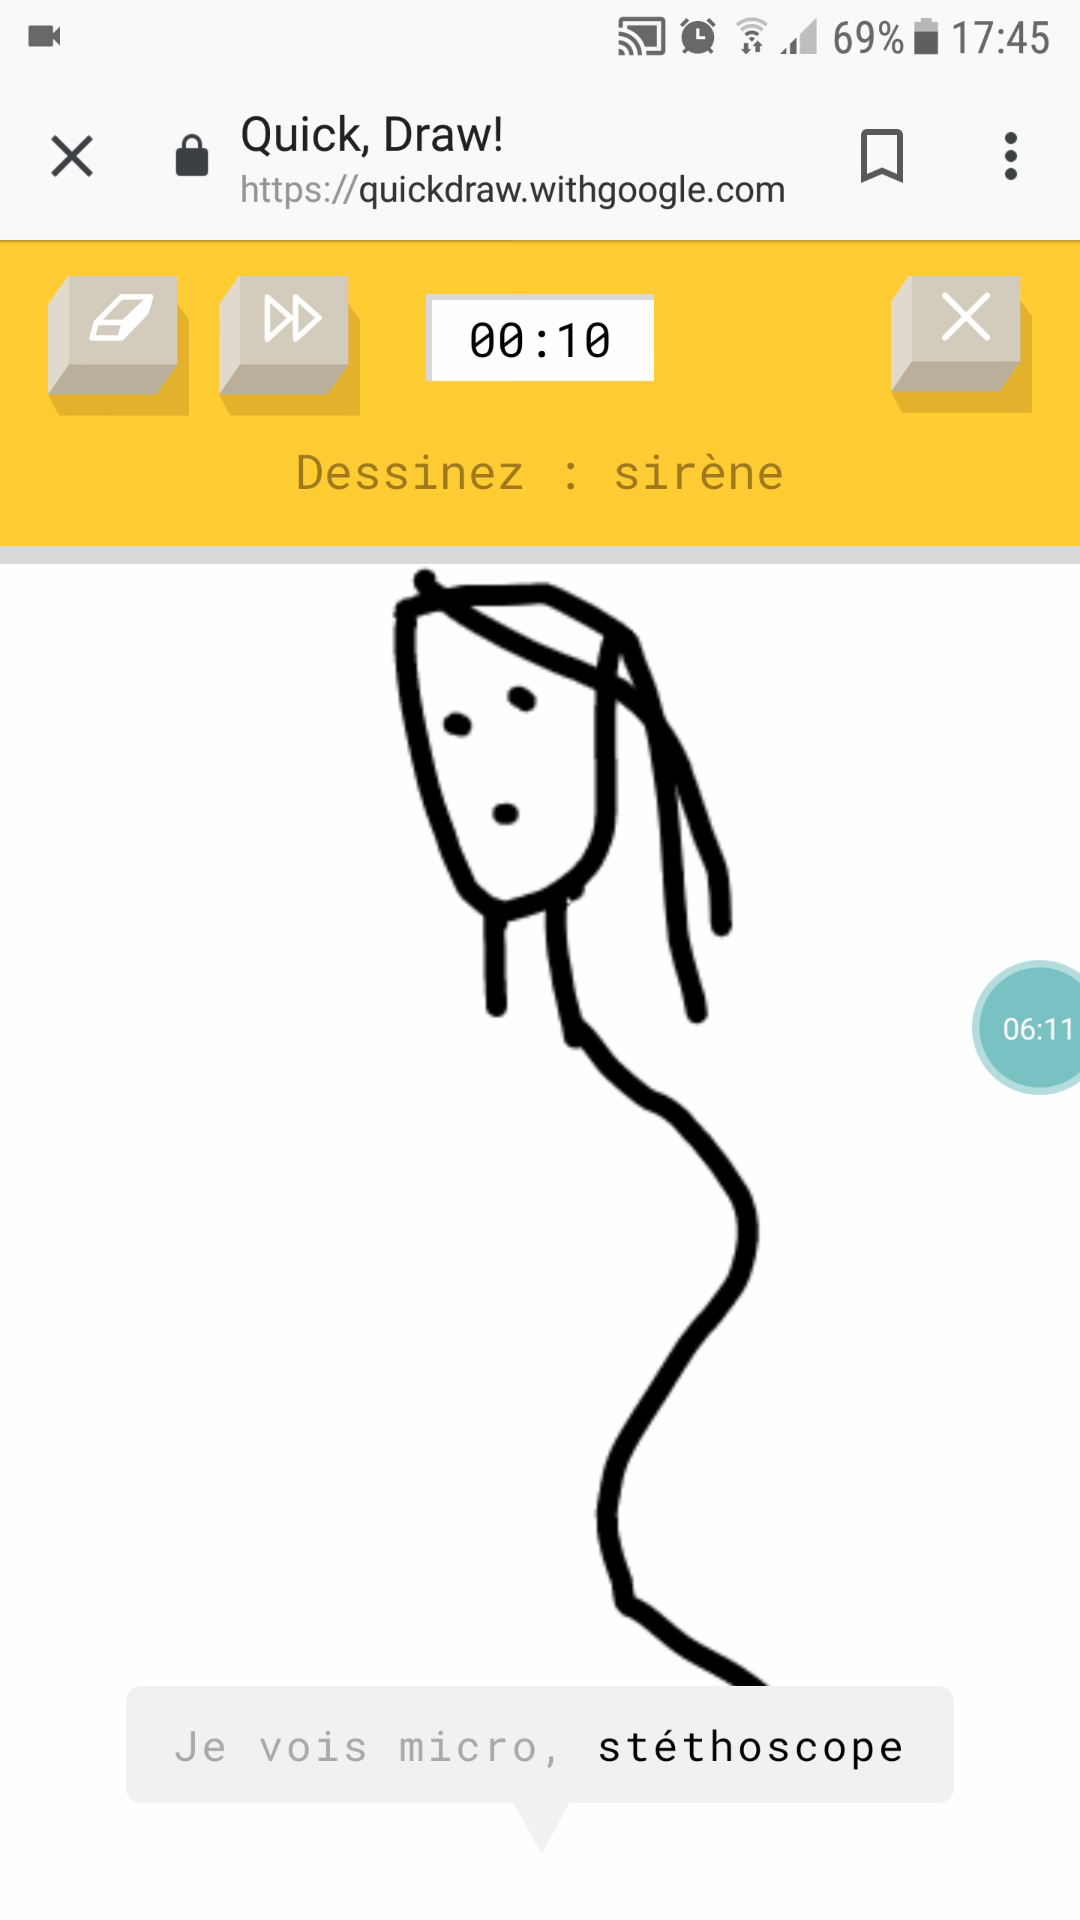 69% 17:45
Quick, Draw!
https://quickdraw.withgoogle.com
00:10
Dessinez : sirène
06:11
Je vois micro, stéthoscope